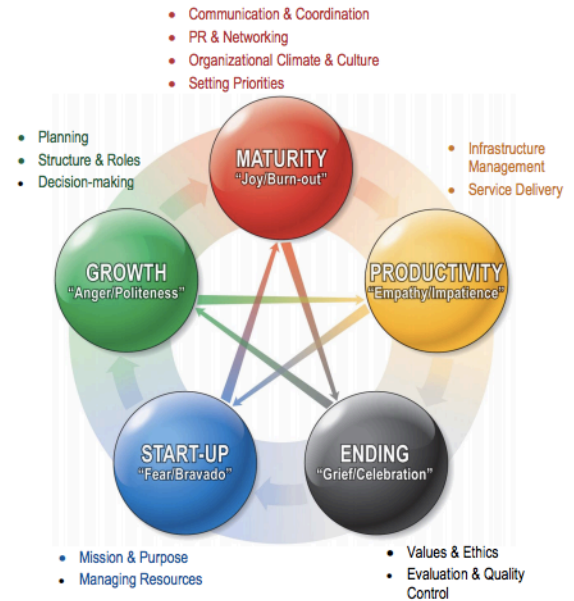 • Communication & Coordination
• PR & Networking
• Organizational Climate & Culture
• Setting Priorities
• Planning
• Structure & Roles
• Decision-making
MATURITY
"Joy/Burn-out"
• Infrastructure
Management
• Service Delivery
GROWTH
"Anger/Politeness"
PRODUCTIVITY
"Empathy/Impatience"
START-UP
"Fear/Bravado"
ENDING
"Grief/Celebration"
• Mission & Purpose
• Managing Resources
• Values & Ethics
• Evaluation & Quality
Control